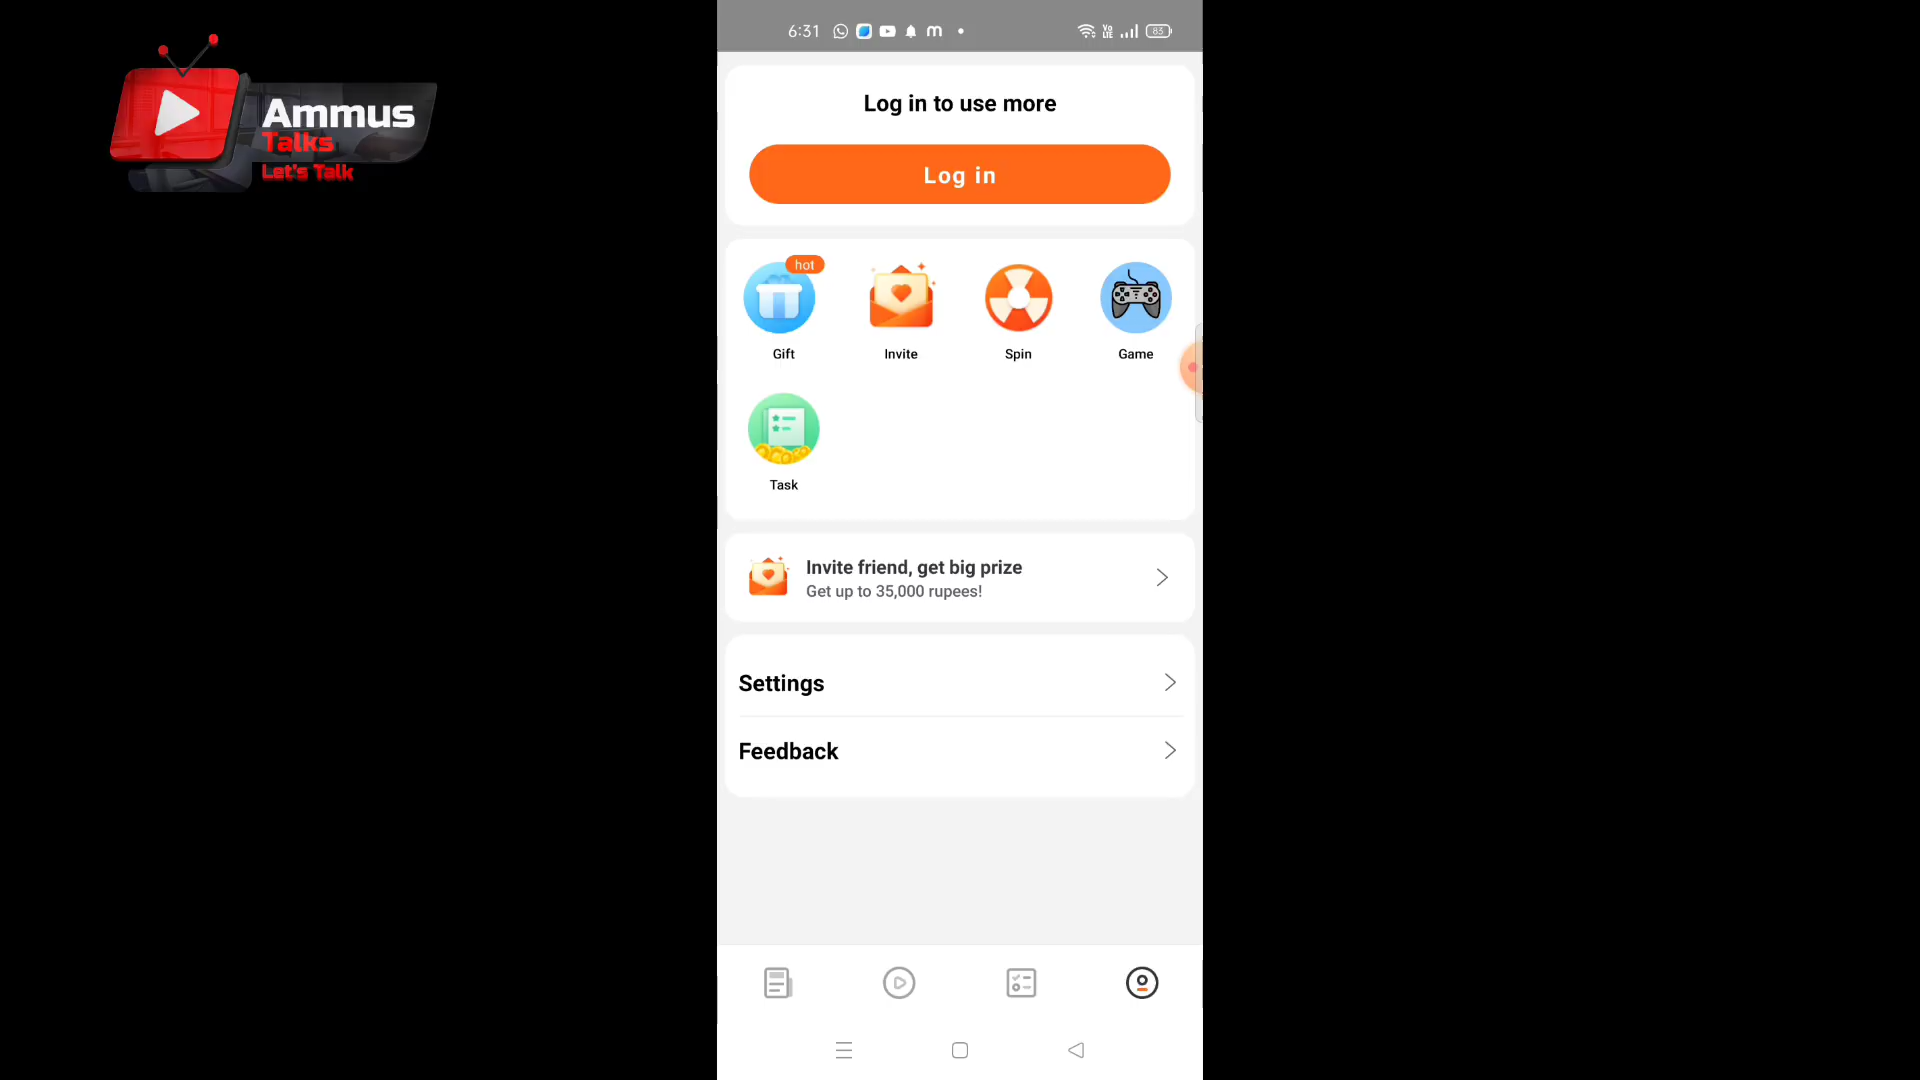 Ammus
Talks
Let's Talk
6:31
83
Log in to use more
Log in
hot
Gift
Invite
Spin
Game
Task
Invite friend, get big prize
Get up to 35,000 rupees!
Settings
Feedback